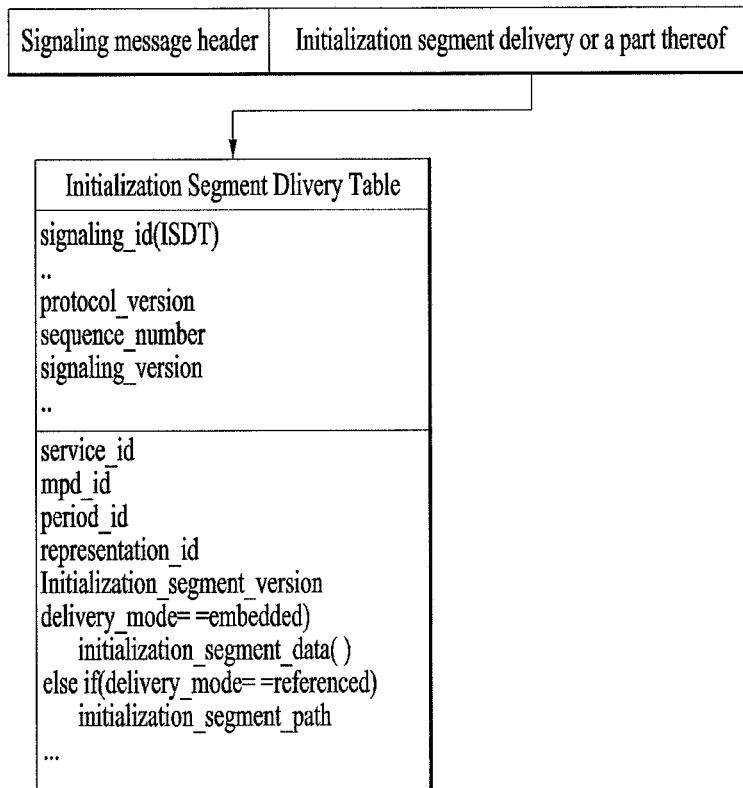 Signaling message header
Initialization segment delivery or a part thereof
Initialization Segment Dlivery Table
signaling_id(ISDT)
..
protocol_version
sequence_number
signaling_version
..
service_id
mpd_id
period_id
representation_id
Initialization_segment_version
delivery_mode= =embedded)
initialization_segment_data( )
else if(delivery_mode= =referenced)
initialization_segment_path
...